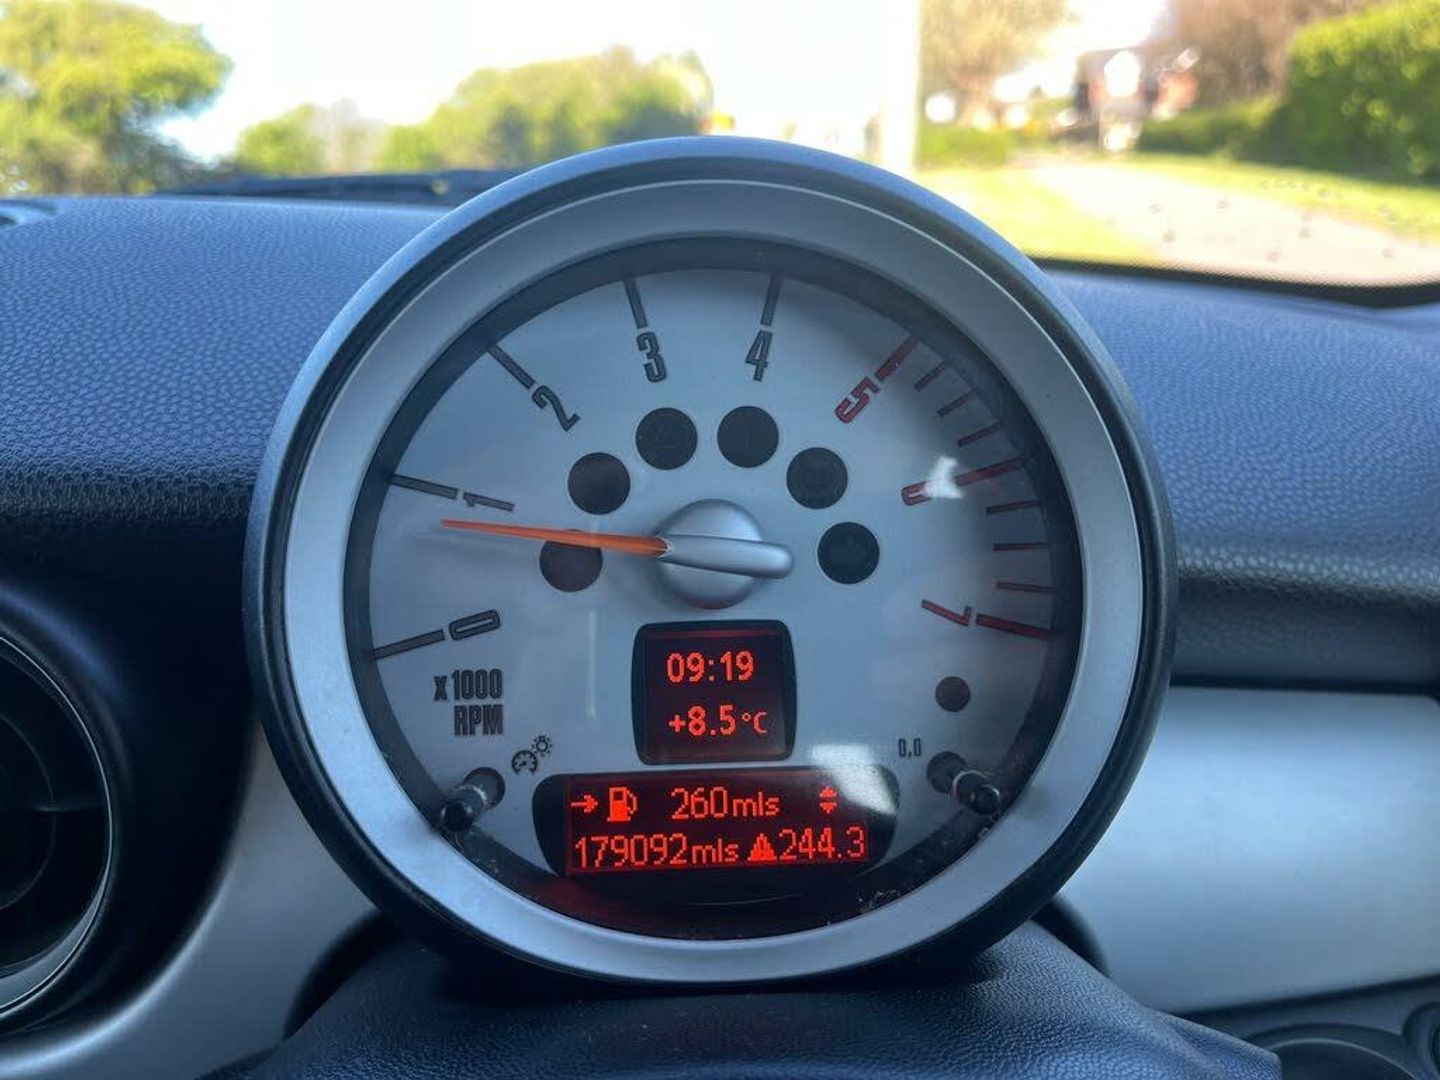 3 4
2 5
1 6
0 7
x1000
RPM
09:19
+8.5°C
0,0
→ 260mls
179092mls 244.3